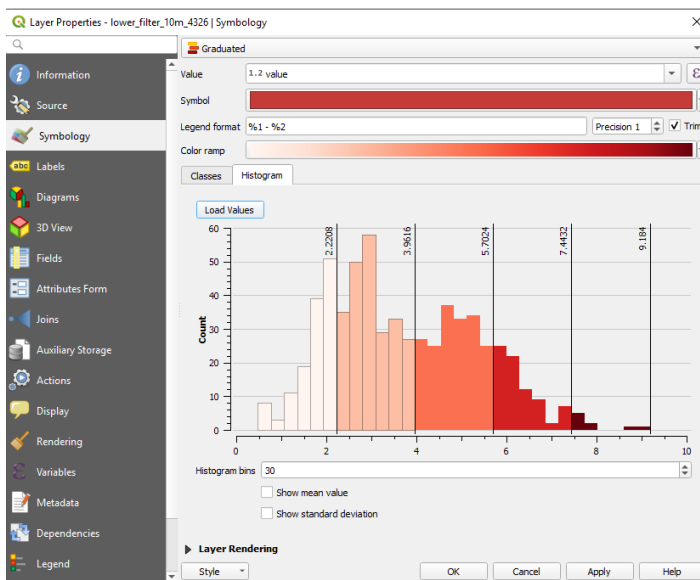 Layer Properties - lower_filter_10m_4326 | Symbology
Information
Source
Symbology
abc Labels
Diagrams
3D View
Fields
Attributes Form
Joins
Auxiliary Storage
Actions
Display
Rendering
Variables
Metadata
Dependencies
Legend
Graduated
Value 1.2 value ε
Symbol
Legend format %1 - %2 Precision 1 Trim
Color ramp
Classes Histogram
Load Values
60
50
40
30
20
10
0
Count
2.2208
3.9616
5.7024
7.4432
9.184
0 2 4 6 8 10
Histogram bins 30
Show mean value
Show standard deviation
Layer Rendering
Style OK Cancel Apply Help